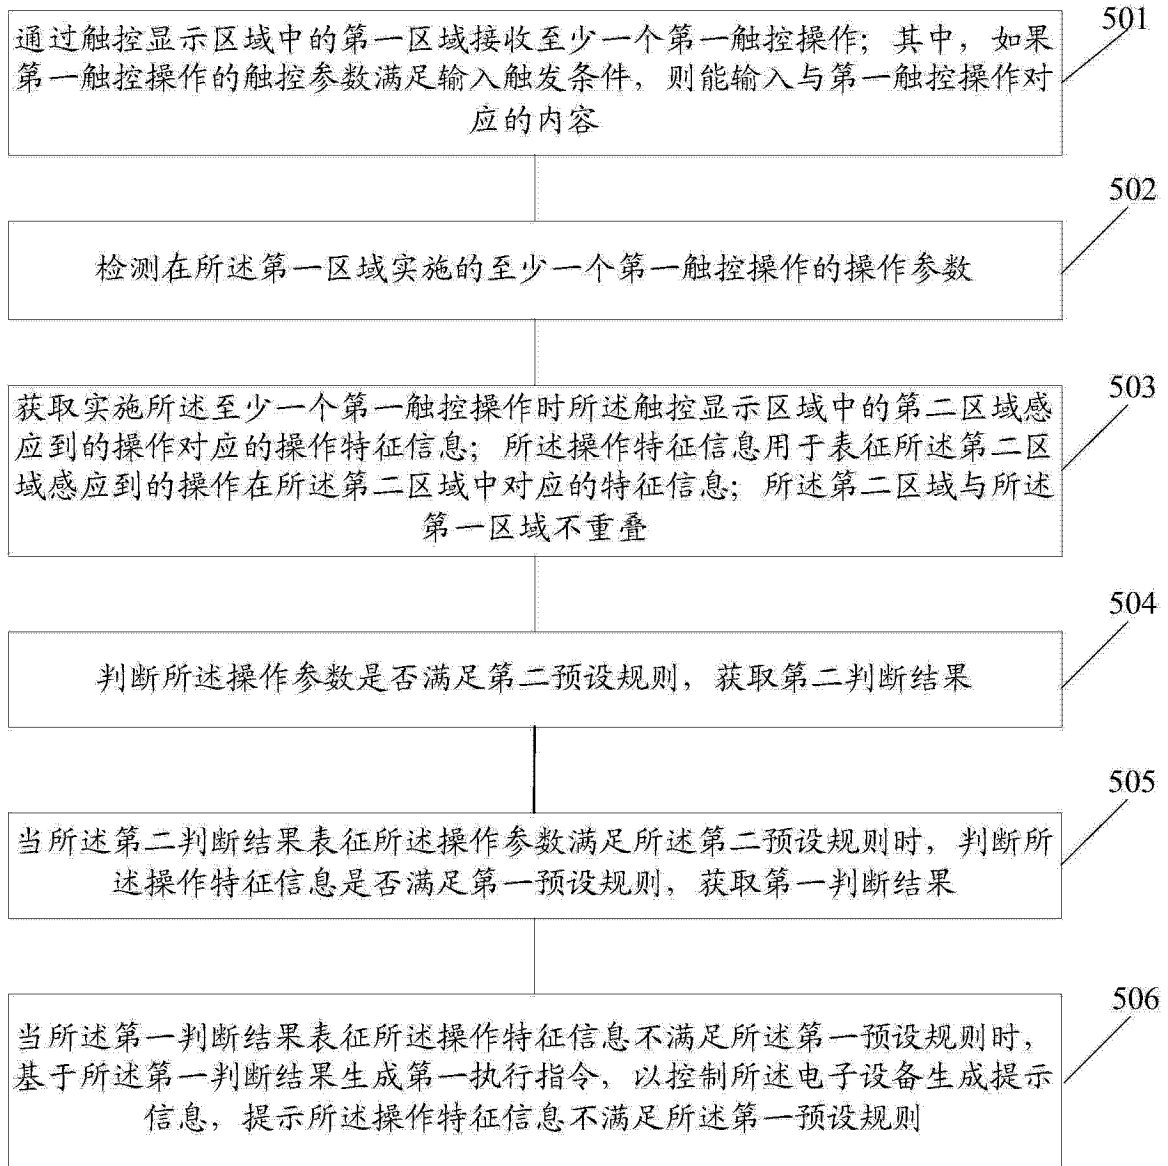 501
通过触控显示区域中的第一区域接收至少一个第一触控操作；其中，如果
第一触控操作的触控参数满足输入触发条件，则能输入与第一触控操作对
应的内容
502
检测在所述第一区域实施的至少一个第一触控操作的操作参数
503
获取实施所述至少一个第一触控操作时所述触控显示区域中的第二区域感
应到的操作对应的操作特征信息；所述操作特征信息用于表征所述第二区
域感应到的操作在所述第二区域中对应的特征信息；所述第二区域与所述
第一区域不重叠
504
判断所述操作参数是否满足第二预设规则，获取第二判断结果
505
当所述第二判断结果表征所述操作参数满足所述第二预设规则时，判断所
述操作特征信息是否满足第一预设规则，获取第一判断结果
506
当所述第一判断结果表征所述操作特征信息不满足所述第一预设规则时，
基于所述第一判断结果生成第一执行指令，以控制所述电子设备生成提示
信息，提示所述操作特征信息不满足所述第一预设规则